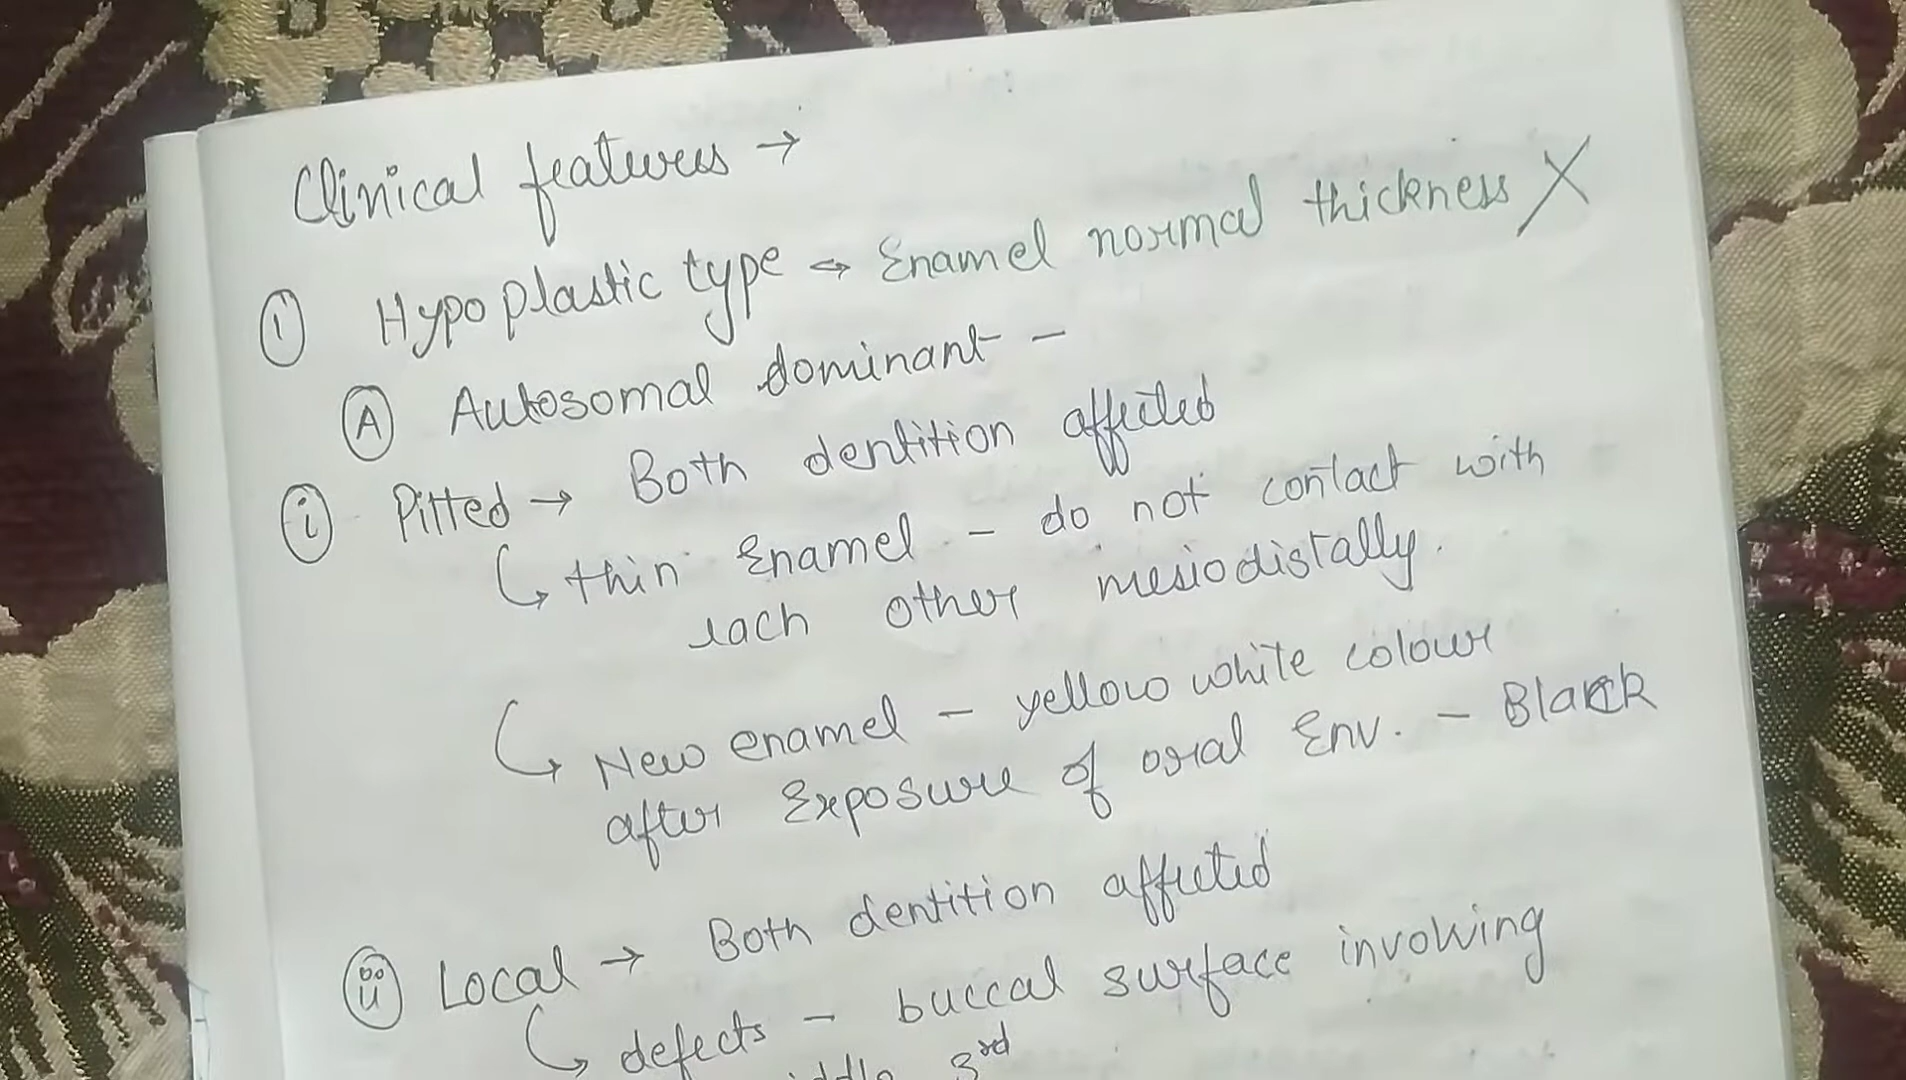 Clinical features →
① Hypoplastic type → Enamel normal thickness X
Ⓐ Autosomal dominant -
ⓘ Pitted → Both dentition affected
↳ thin Enamel - do not contact with
each other mesiodistally.
↳ New enamel - yellow white colour
after Exposure of oral Env. - Black
ii Local → Both dentition affected
↳ defects - buccal surface involving
3rd